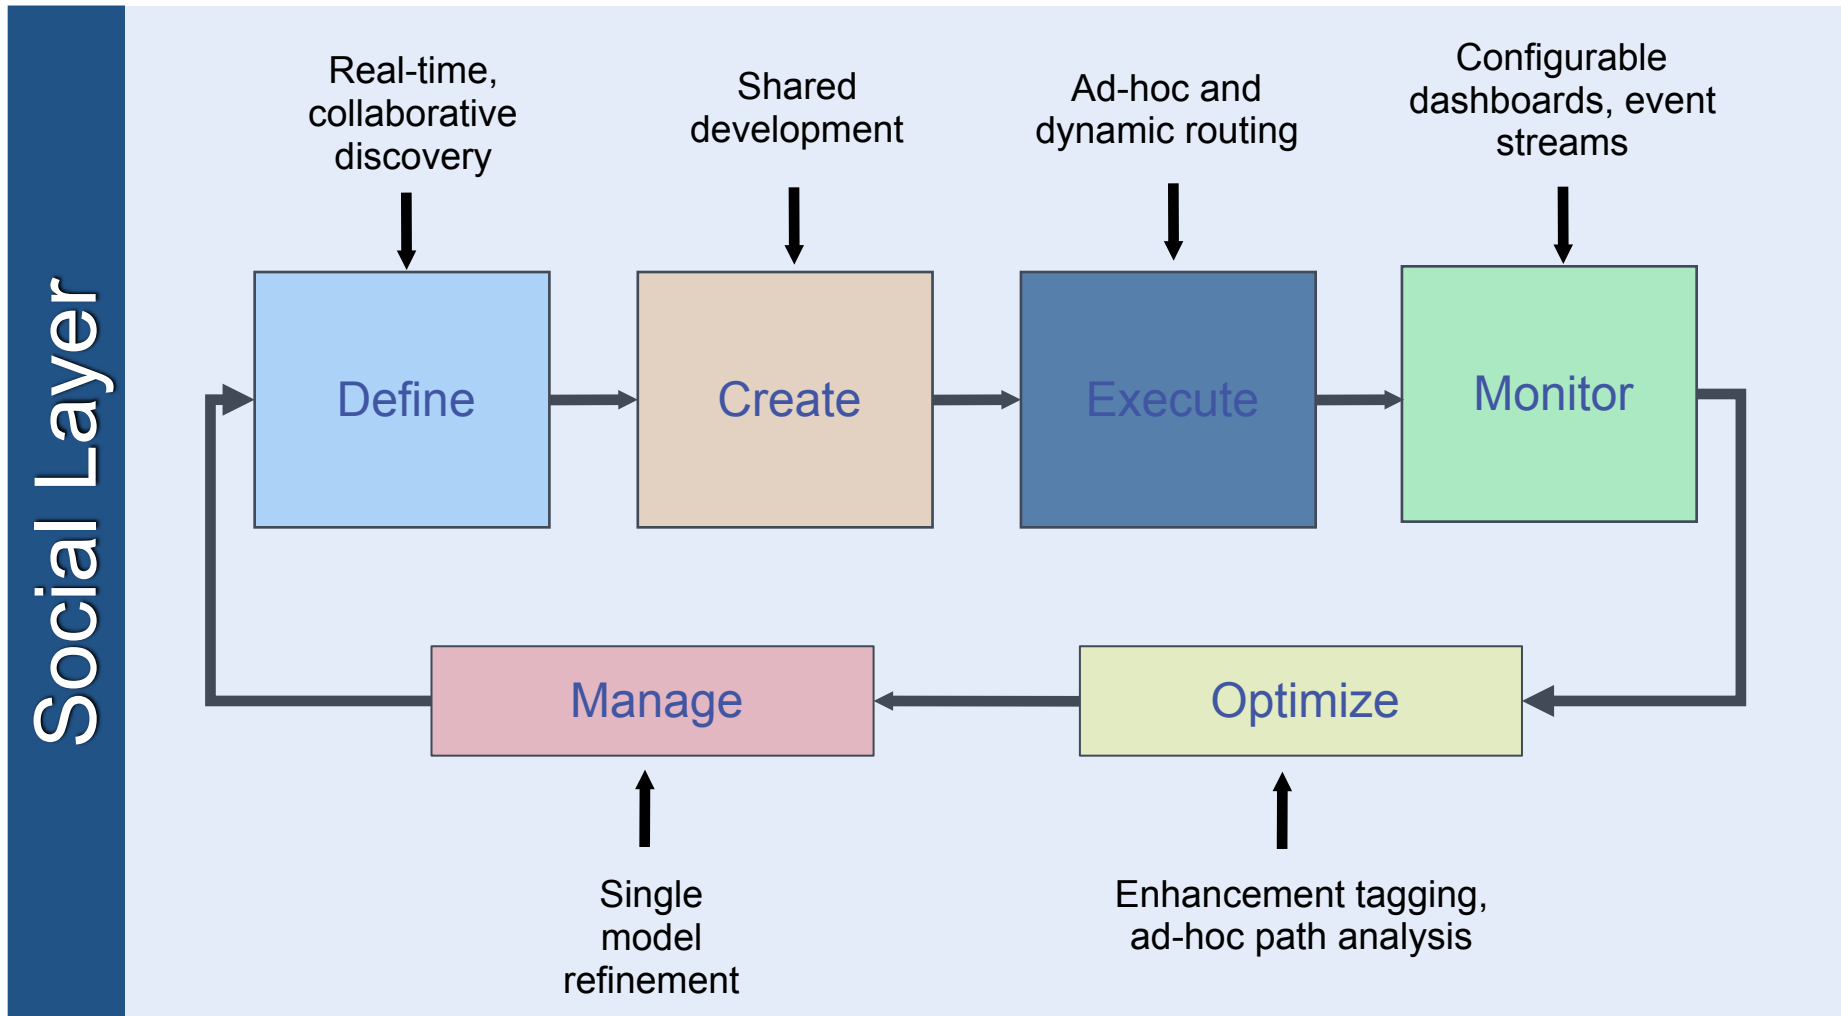 Social Layer
Real-time,
collaborative
discovery
Shared
development
Ad-hoc and
dynamic routing
Configurable
dashboards, event
streams
Define
Create
Execute
Monitor
Manage
Optimize
Single
model
refinement
Enhancement tagging,
ad-hoc path analysis